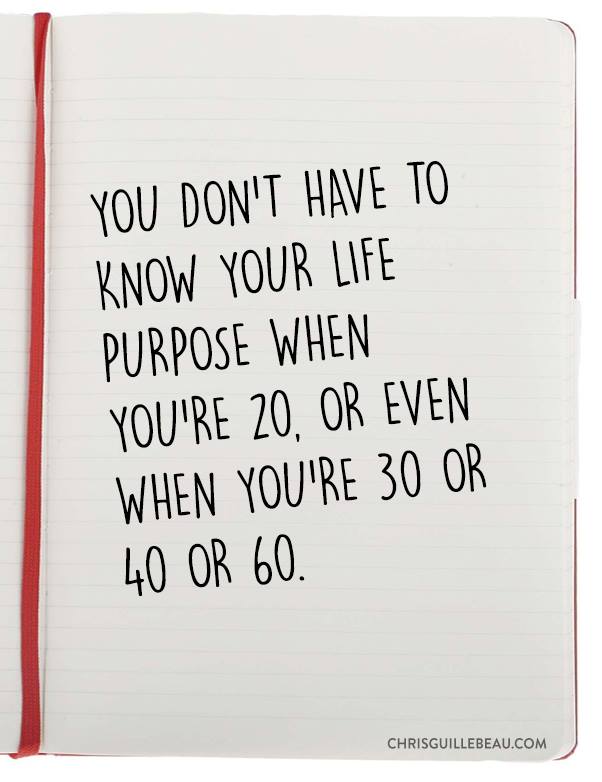 YOU DON'T HAVE TO
KNOW YOUR LIFE
PURPOSE WHEN
YOU'RE 20, OR EVEN
WHEN YOU'RE 30 OR
40 OR 60.
CHRISGUILLEBEAU.COM